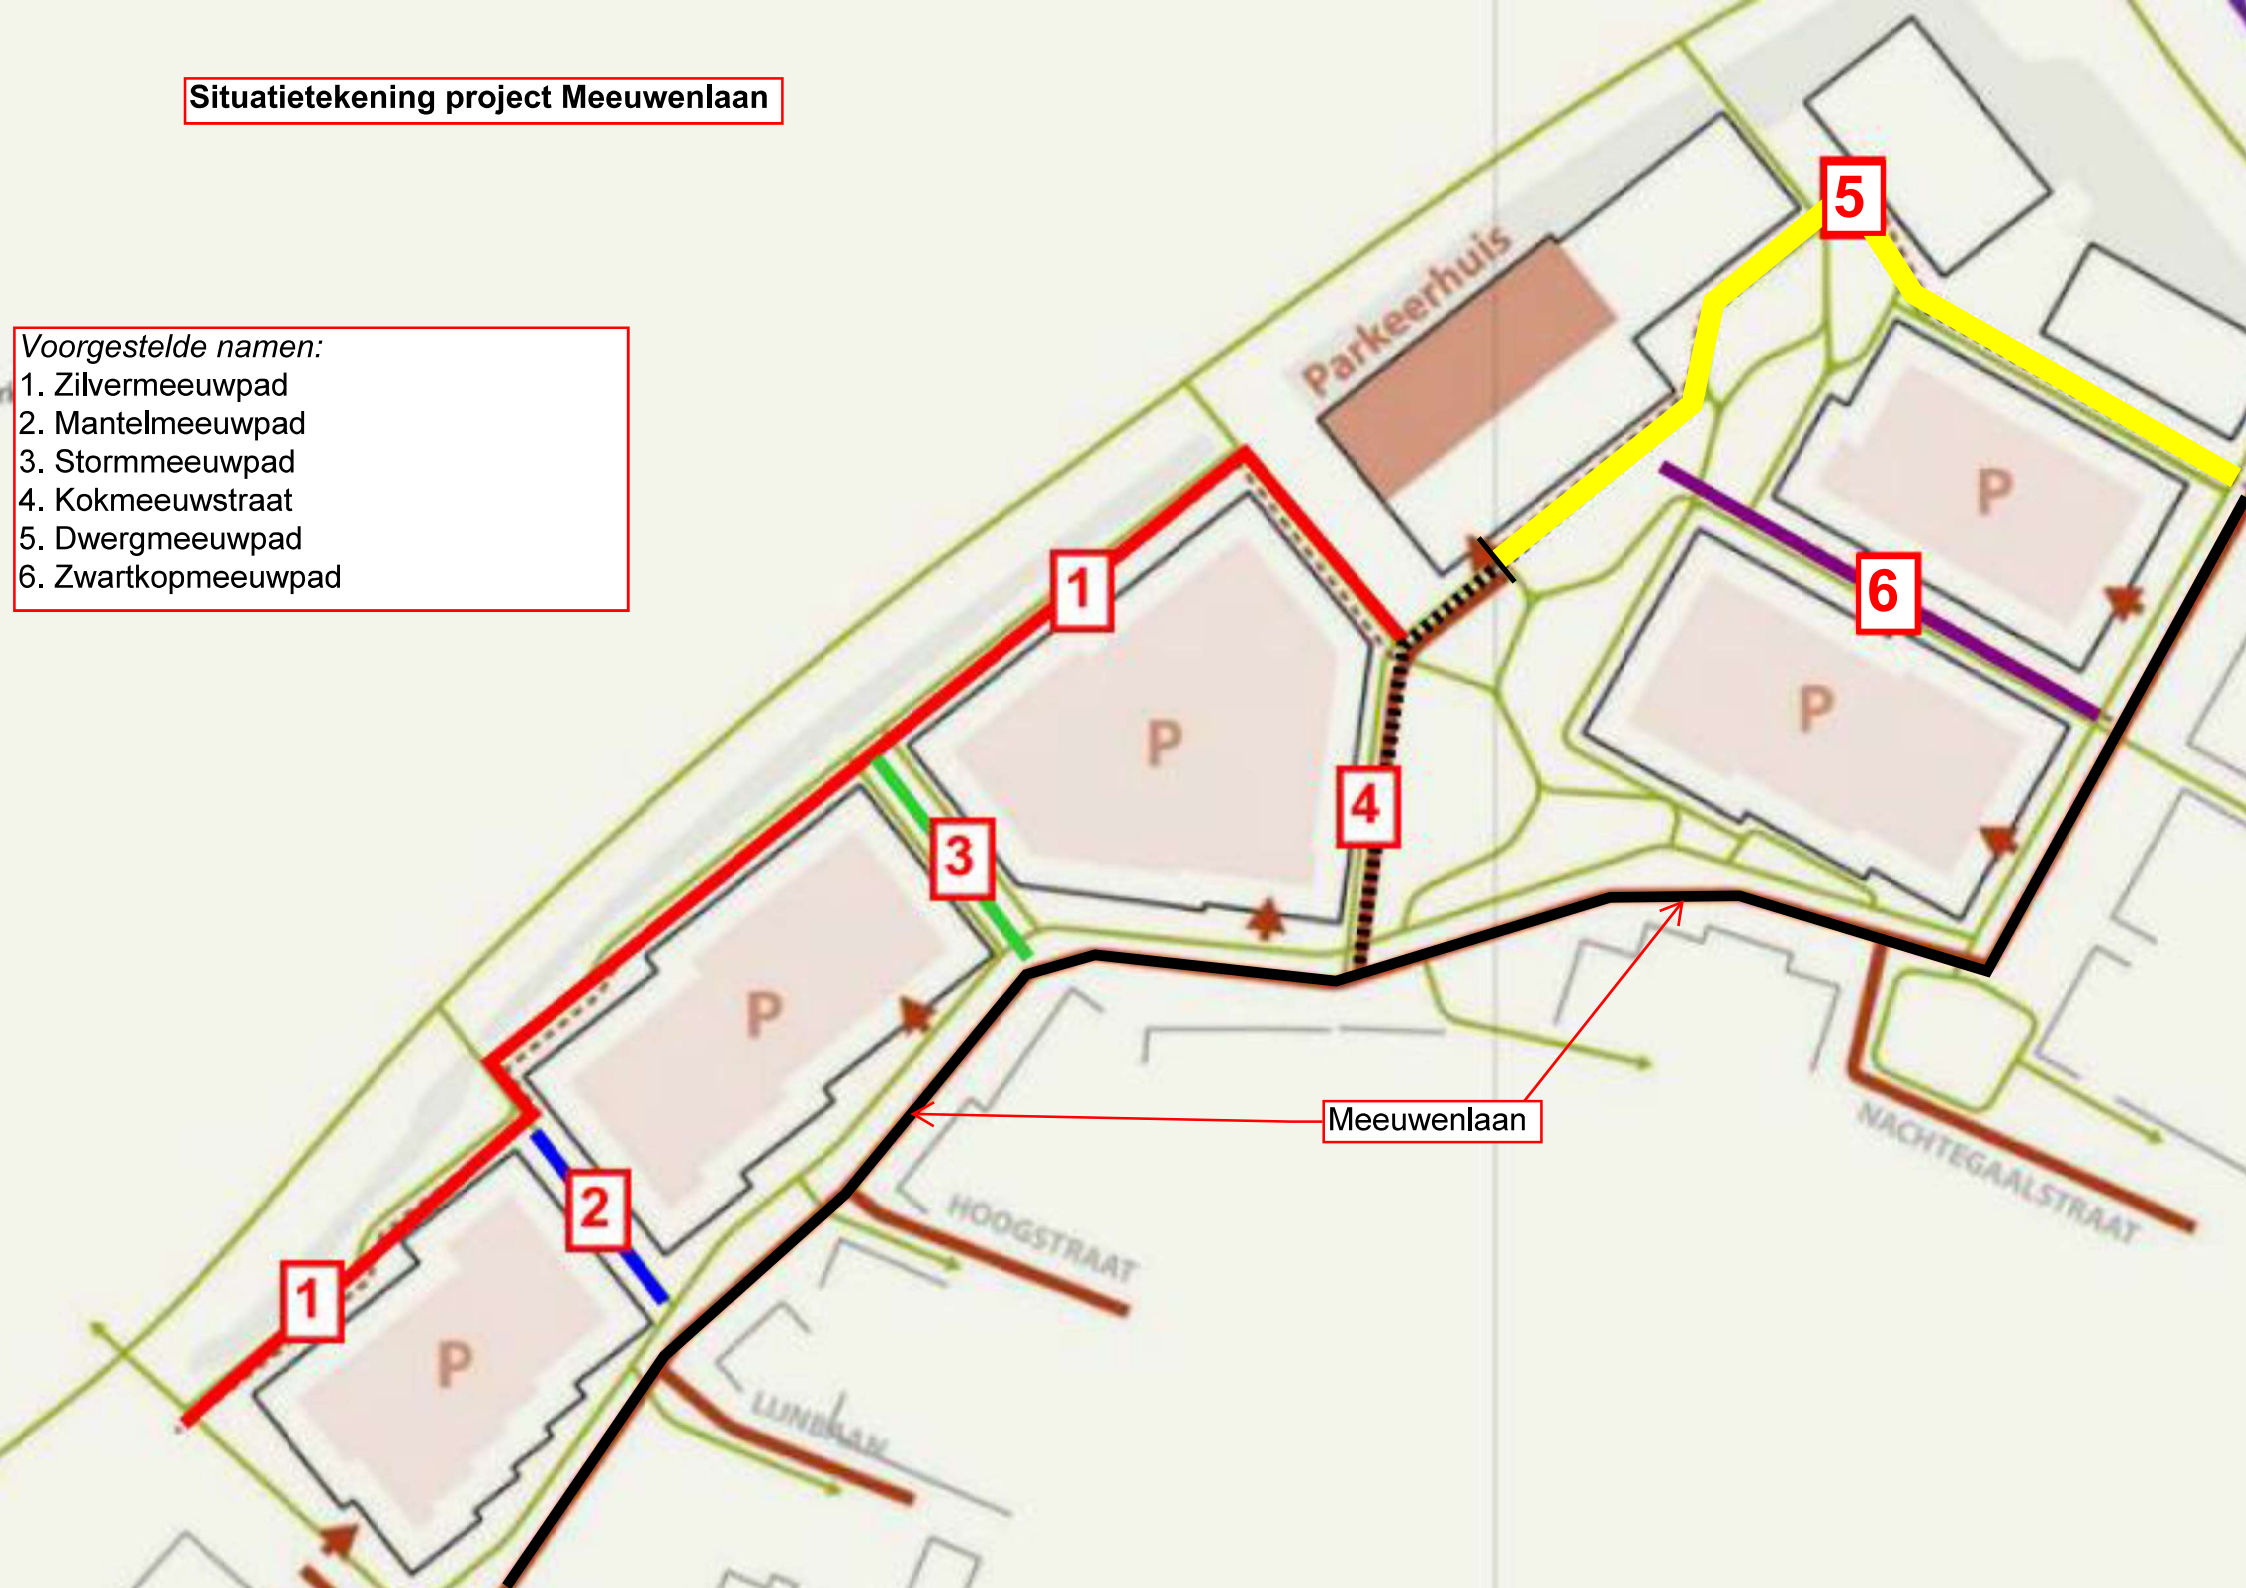 Situatietekening project Meeuwenlaan
Voorgestelde namen:
1. Zilvermeeuwpad
2. Mantelmeeuwpad
3. Stormmeeuwpad
4. Kokmeeuwstraat
5. Dwergmeeuwpad
6. Zwartkopmeeuwpad
5
Parkeerhuis
P
1
6
P
P
4
3
P
Meeuwenlaan
NACHTEGAALSTRAAT
2
HOOGSTRAAT
1
P
LIJNBAAN